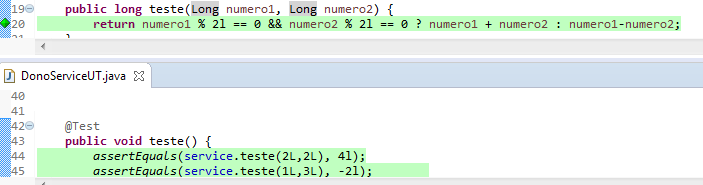 19 public long teste(Long numero1, Long numero2) {
20 return numero1 % 2l == 0 && numero2 % 2l == 0 ? numero1 + numero2 : numero1-numero2;
21 }
DonoServiceUT.java
40
41
42 @Test
43 public void teste() {
44 assertEquals(service.teste(2L,2L), 4l);
45 assertEquals(service.teste(1L,3L), -2l);